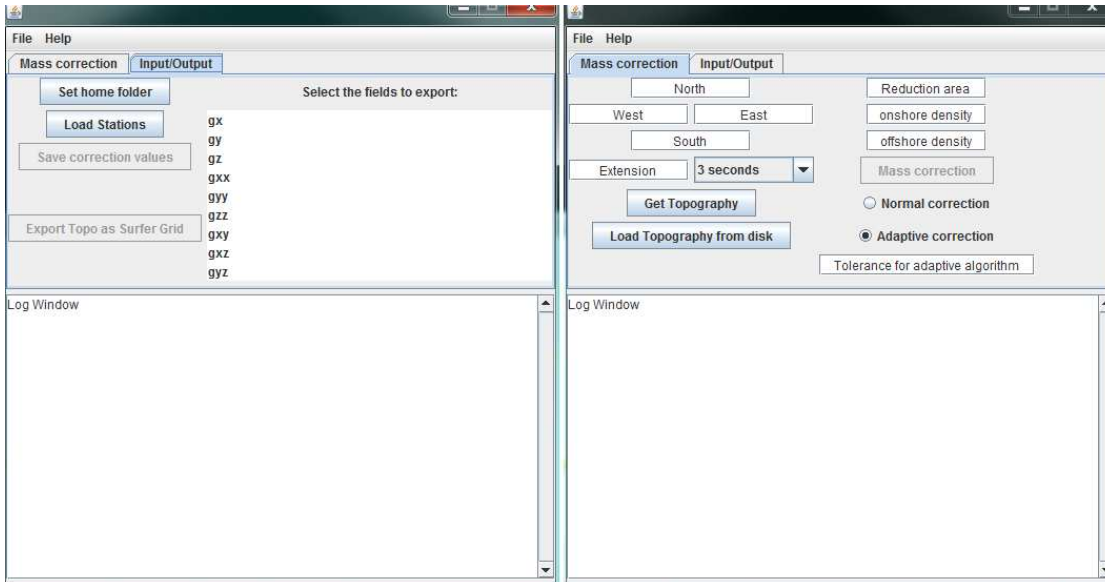 File Help
Mass correction Input/Output
Set home folder Select the fields to export:
Load Stations
Save correction values
Export Topo as Surfer Grid
gx
gy
gz
gxx
gyy
gzz
gxy
gxz
gyz
Log Window
File Help
Mass correction Input/Output
North Reduction area
West East onshore density
South offshore density
Extension 3 seconds Mass correction
Get Topography Normal correction
Load Topography from disk Adaptive correction
Tolerance for adaptive algorithm
Log Window